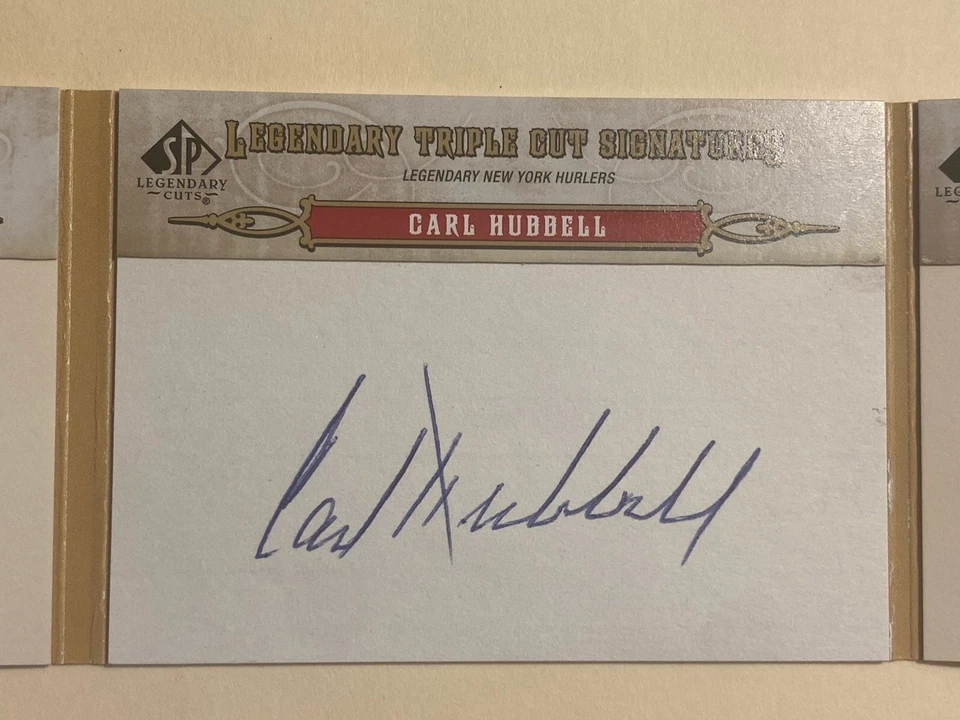 SP
LEGENDARY
CUTS®
LEGENDARY TRIPLE CUT SIGNATURES
LEGENDARY NEW YORK HURLERS
CARL HUBBELL
Carl Hubbell